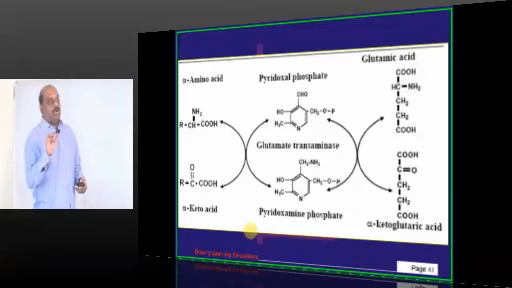 Glutamic acid
α-Amino acid
Pyridoxal phosphate
COOH
HC-NH₂
CH₂
CH₂
COOH
CHO
HO
CH₂-O-P
H₃C
N
NH₂
R-CH-COOH
Glutamate transaminase
O
R-C-COOH
CH₂-NH₂
HO
CH₂-O-P
H₃C
N
COOH
C=O
CH₂
CH₂
COOH
α-Keto acid
Pyridoxamine phosphate
α-ketoglutaric acid
Page 41